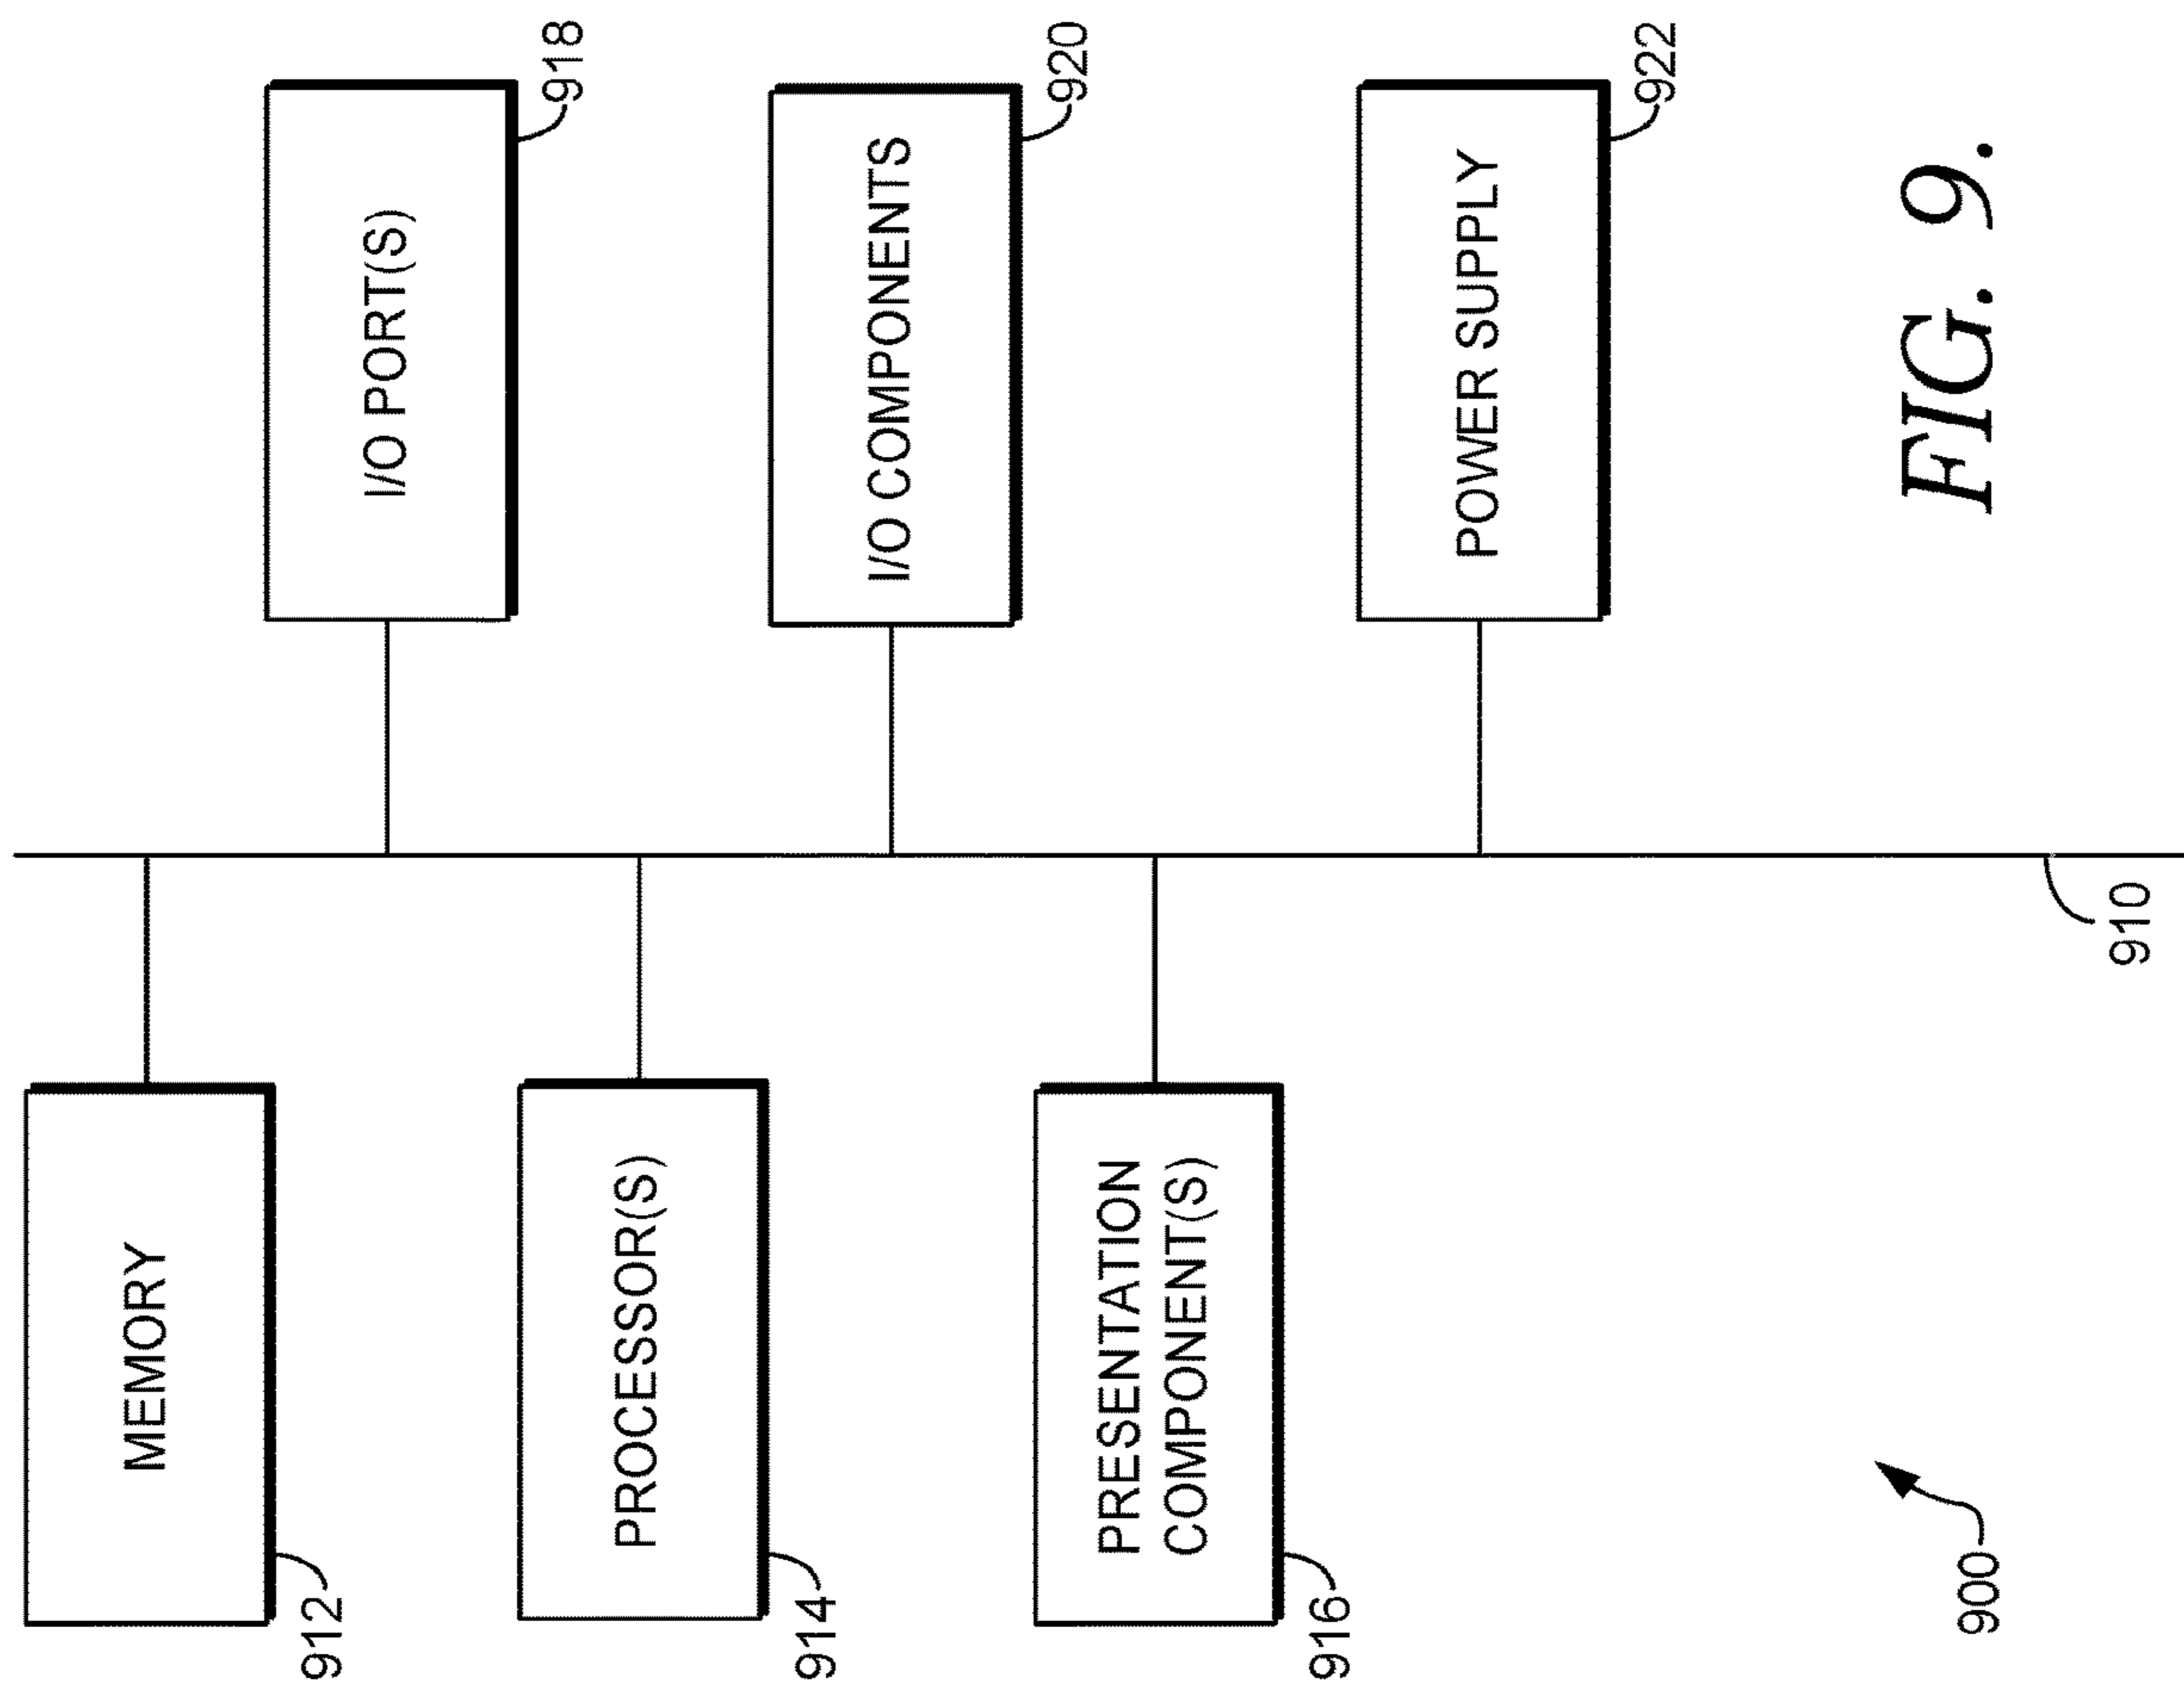 MEMORY
912
I/O PORT(S)
918
PROCESSOR(S)
914
I/O COMPONENTS
920
PRESENTATION
COMPONENT(S)
916
POWER SUPPLY
922
910
900
FIG. 9.